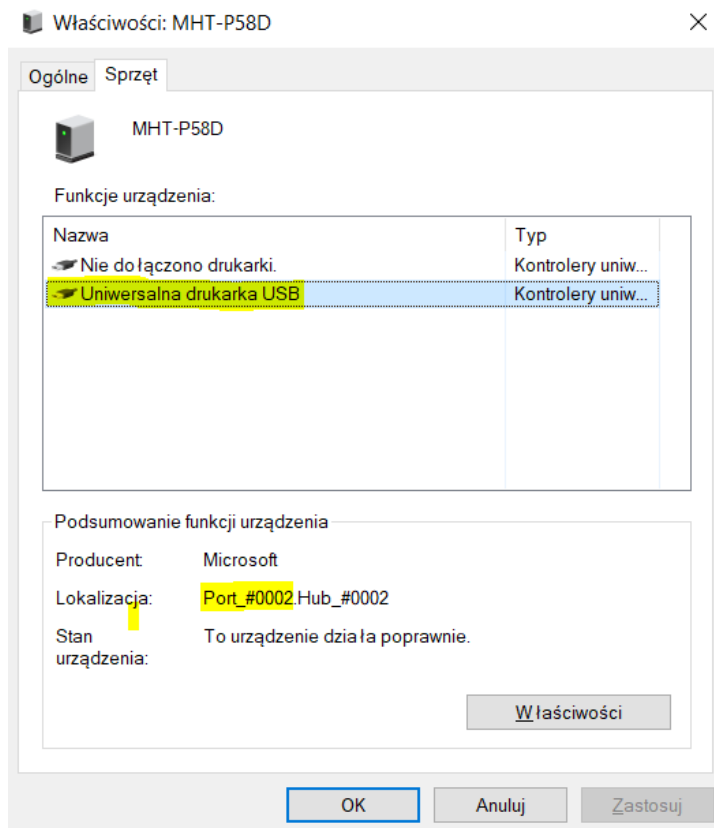 Właściwości: MHT-P58D
Ogólne Sprzęt
MHT-P58D
Funkcje urządzenia:
Nazwa Typ
Nie dołączono drukarki. Kontrolery uniw...
Uniwersalna drukarka USB Kontrolery uniw...
Podsumowanie funkcji urządzenia
Producent: Microsoft
Lokalizacja: Port_#0002.Hub_#0002
Stan To urządzenie działa poprawnie.
urządzenia:
Właściwości
OK Anuluj Zastosuj